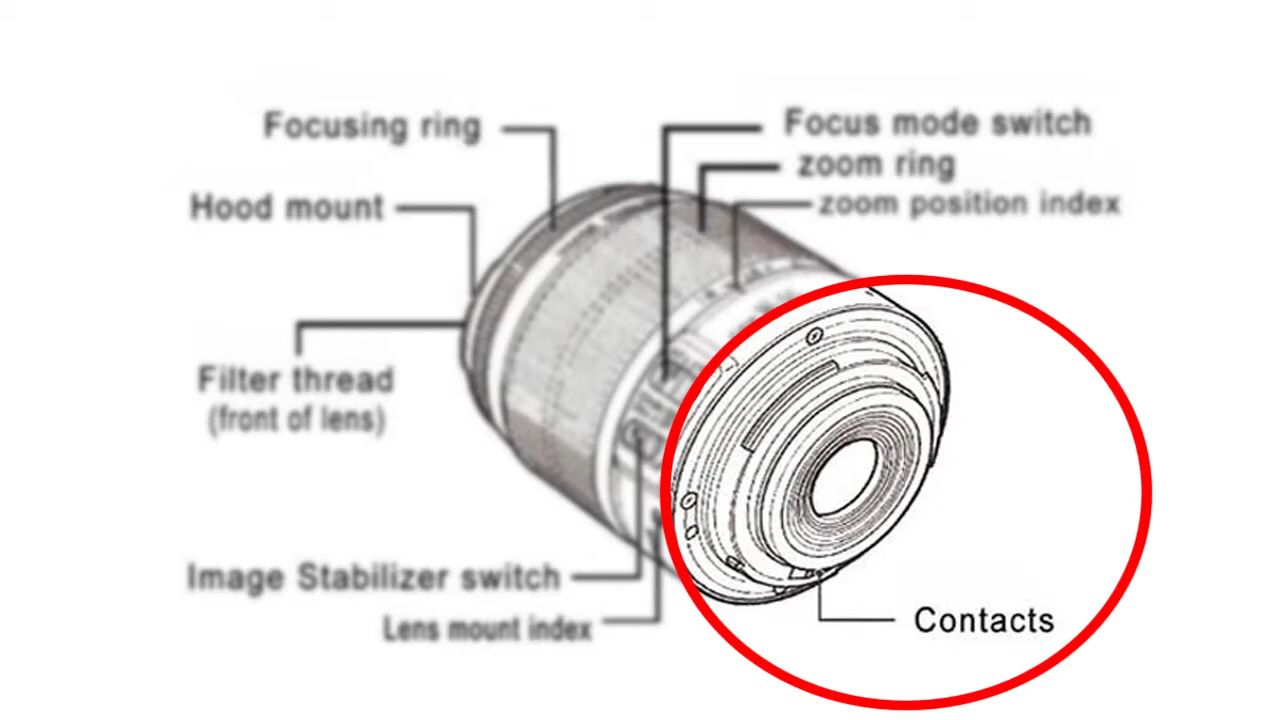 Focusing ring
Focus mode switch
zoom ring
Hood mount
zoom position index
Filter thread
(front of lens)
Image Stabilizer switch
Lens mount index
Contacts